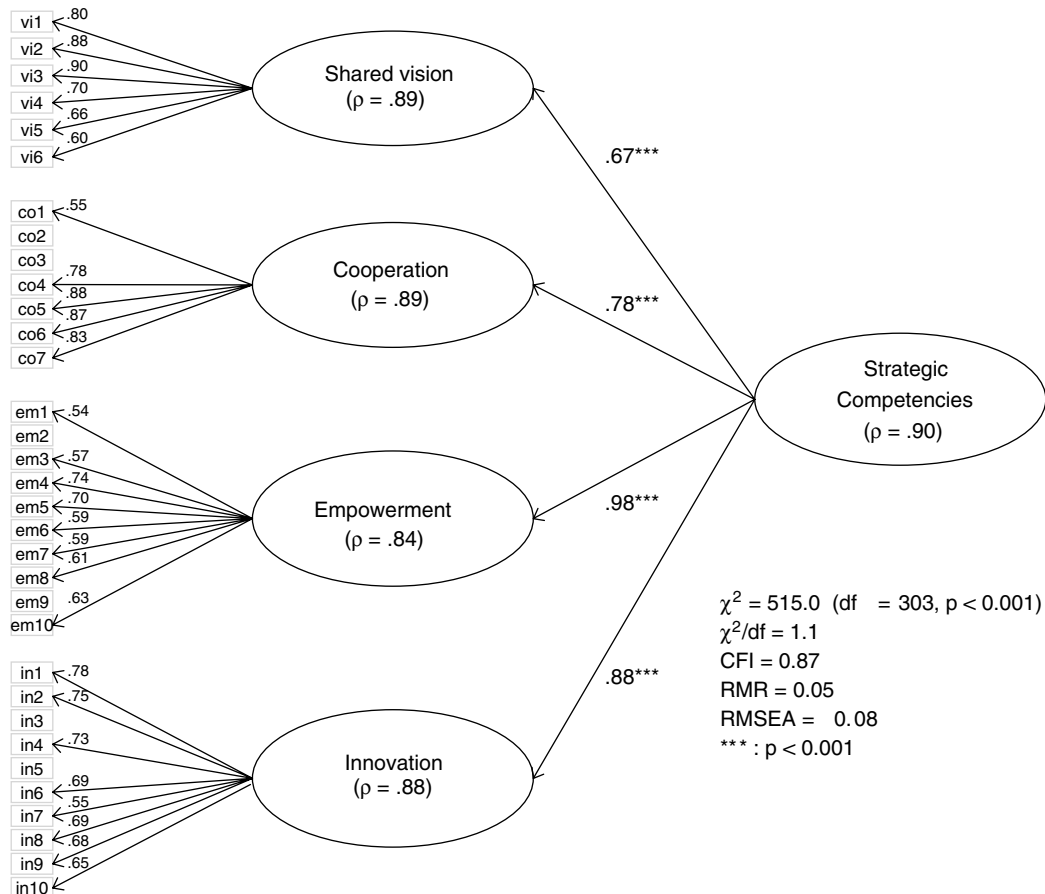 vi1
.80
vi2
.88
vi3
.90
vi4
.70
vi5
.66
vi6
.60
Shared vision
(ρ = .89)
.67***
co1
.55
co2
co3
co4
.78
co5
.88
co6
.87
co7
.83
Cooperation
(ρ = .89)
.78***
Strategic
Competencies
(ρ = .90)
em1
.54
em2
em3
.57
em4
.74
em5
.70
em6
.59
em7
.59
em8
.61
em9
.63
em10
Empowerment
(ρ = .84)
.98***
in1
.78
in2
.75
in3
in4
.73
in5
in6
.69
in7
.55
in8
.69
in9
.68
in10
.65
Innovation
(ρ = .88)
.88***
χ² = 515.0 (df = 303, p < 0.001)
χ²/df = 1.1
CFI = 0.87
RMR = 0.05
RMSEA = 0.08
*** : p < 0.001